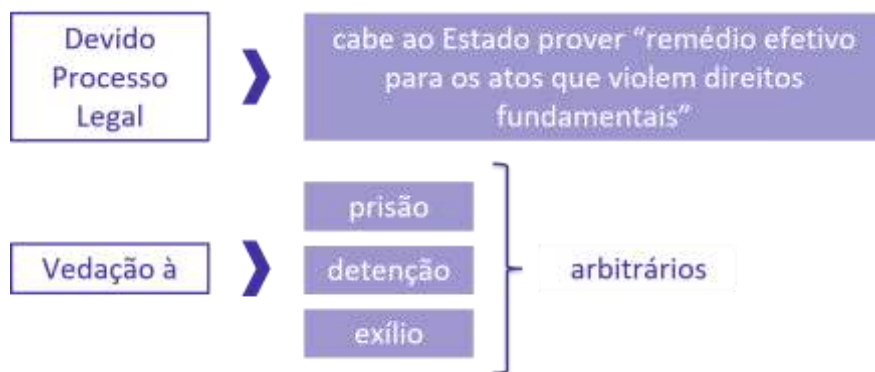 Devido
Processo
Legal
cabe ao Estado prover “remédio efetivo
para os atos que violem direitos
fundamentais”
Vedação à
prisão
detenção
exílio
arbitrários